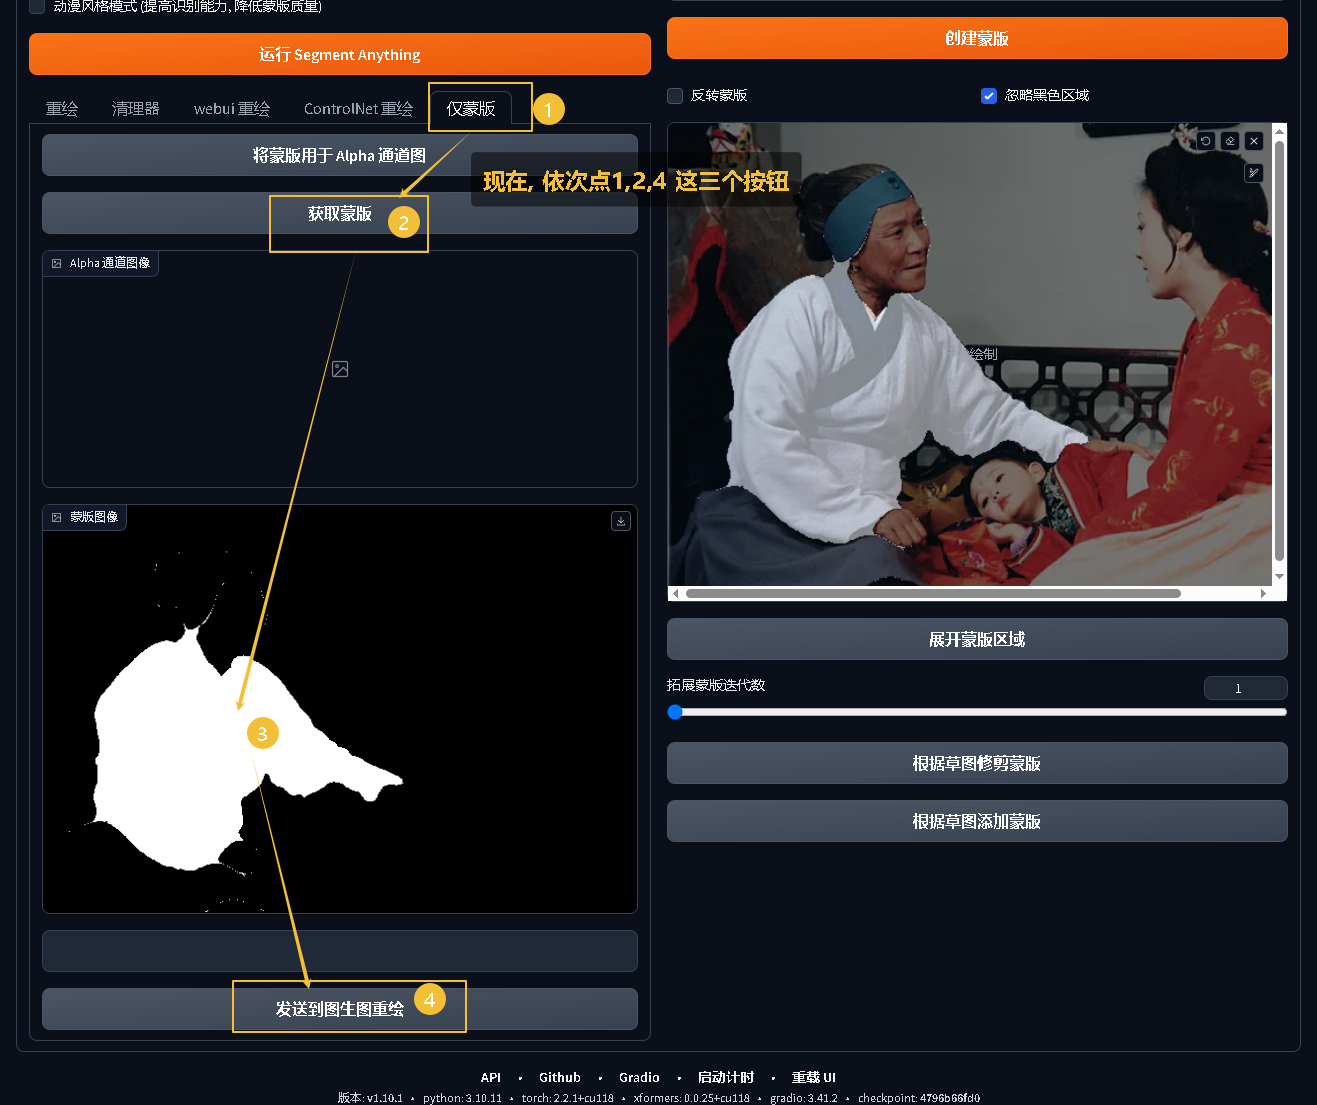 动漫风格模式 (提高识别能力, 降低蒙版质量)
运行 Segment Anything
创建蒙版
重绘
清理器
webui 重绘
ControlNet 重绘
仅蒙版
1
反转蒙版
忽略黑色区域
将蒙版用于 Alpha 通道图
现在, 依次点1,2,4 这三个按钮
获取蒙版
2
Alpha 通道图像
绘制
蒙版图像
3
展开蒙版区域
拓展蒙版迭代数
1
根据草图修剪蒙版
根据草图添加蒙版
发送到图生图重绘
4
API • Github • Gradio • 启动计时 • 重载 UI
版本: v1.10.1 • python: 3.10.11 • torch: 2.2.1+cu118 • xformers: 0.0.25+cu118 • gradio: 3.41.2 • checkpoint: 4796b66fd0